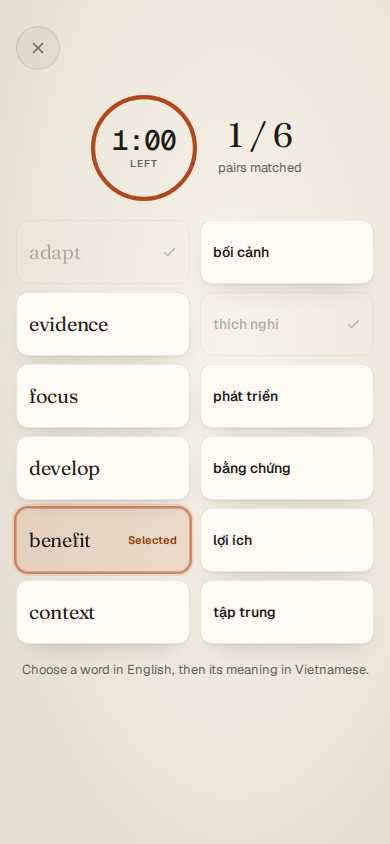 1:00
LEFT
1/6
pairs matched
adapt
bối cảnh
evidence
thích nghi
focus
phát triển
develop
bằng chứng
benefit
Selected
lợi ích
context
tập trung
Choose a word in English, then its meaning in Vietnamese.